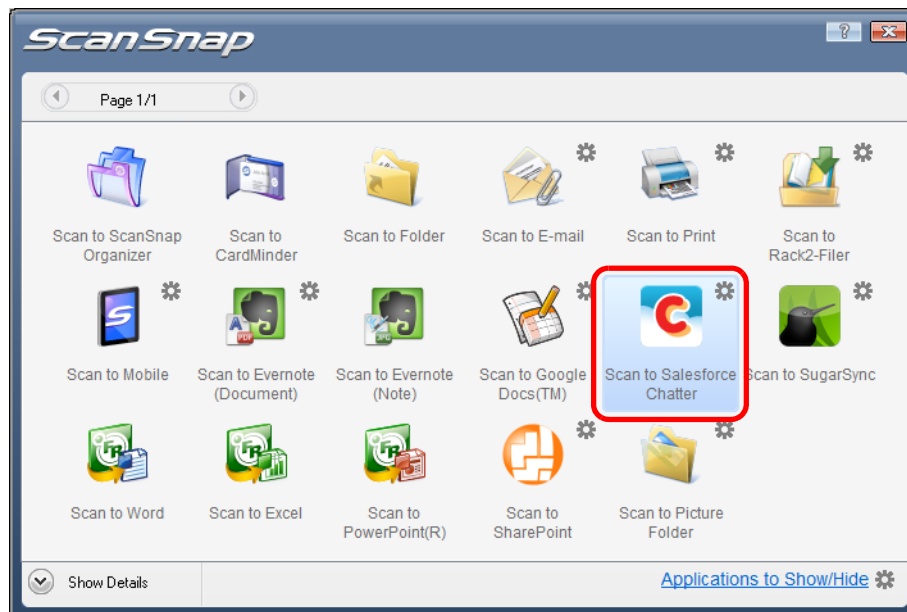 ScanSnap
?
Page 1/1
Scan to ScanSnap
Organizer
Scan to
CardMinder
Scan to Folder
Scan to E-mail
Scan to Print
Scan to
Rack2-Filer
Scan to Mobile
Scan to Evernote
(Document)
Scan to Evernote
(Note)
Scan to Google
Docs(TM)
Scan to Salesforce
Chatter
Scan to SugarSync
Scan to Word
Scan to Excel
Scan to
PowerPoint(R)
Scan to
SharePoint
Scan to Picture
Folder
Show Details
Applications to Show/Hide